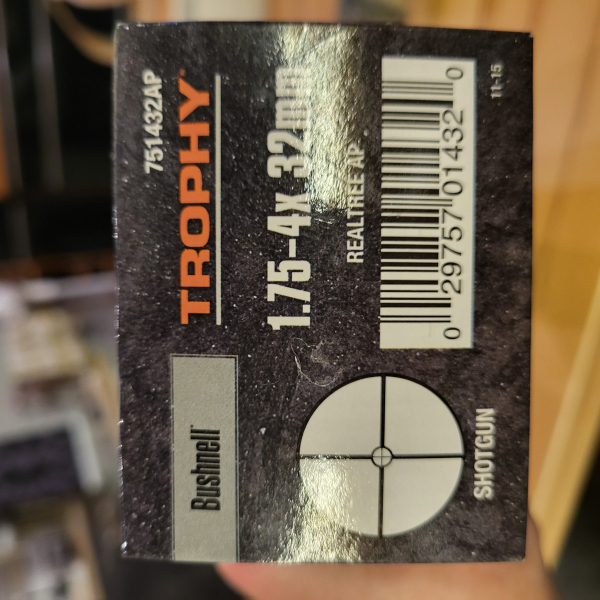 751432AP
Bushnell
TROPHY
1.75-4x 32mm
REALTREE AP
0 29757 01432 0
SHOTGUN
11-15